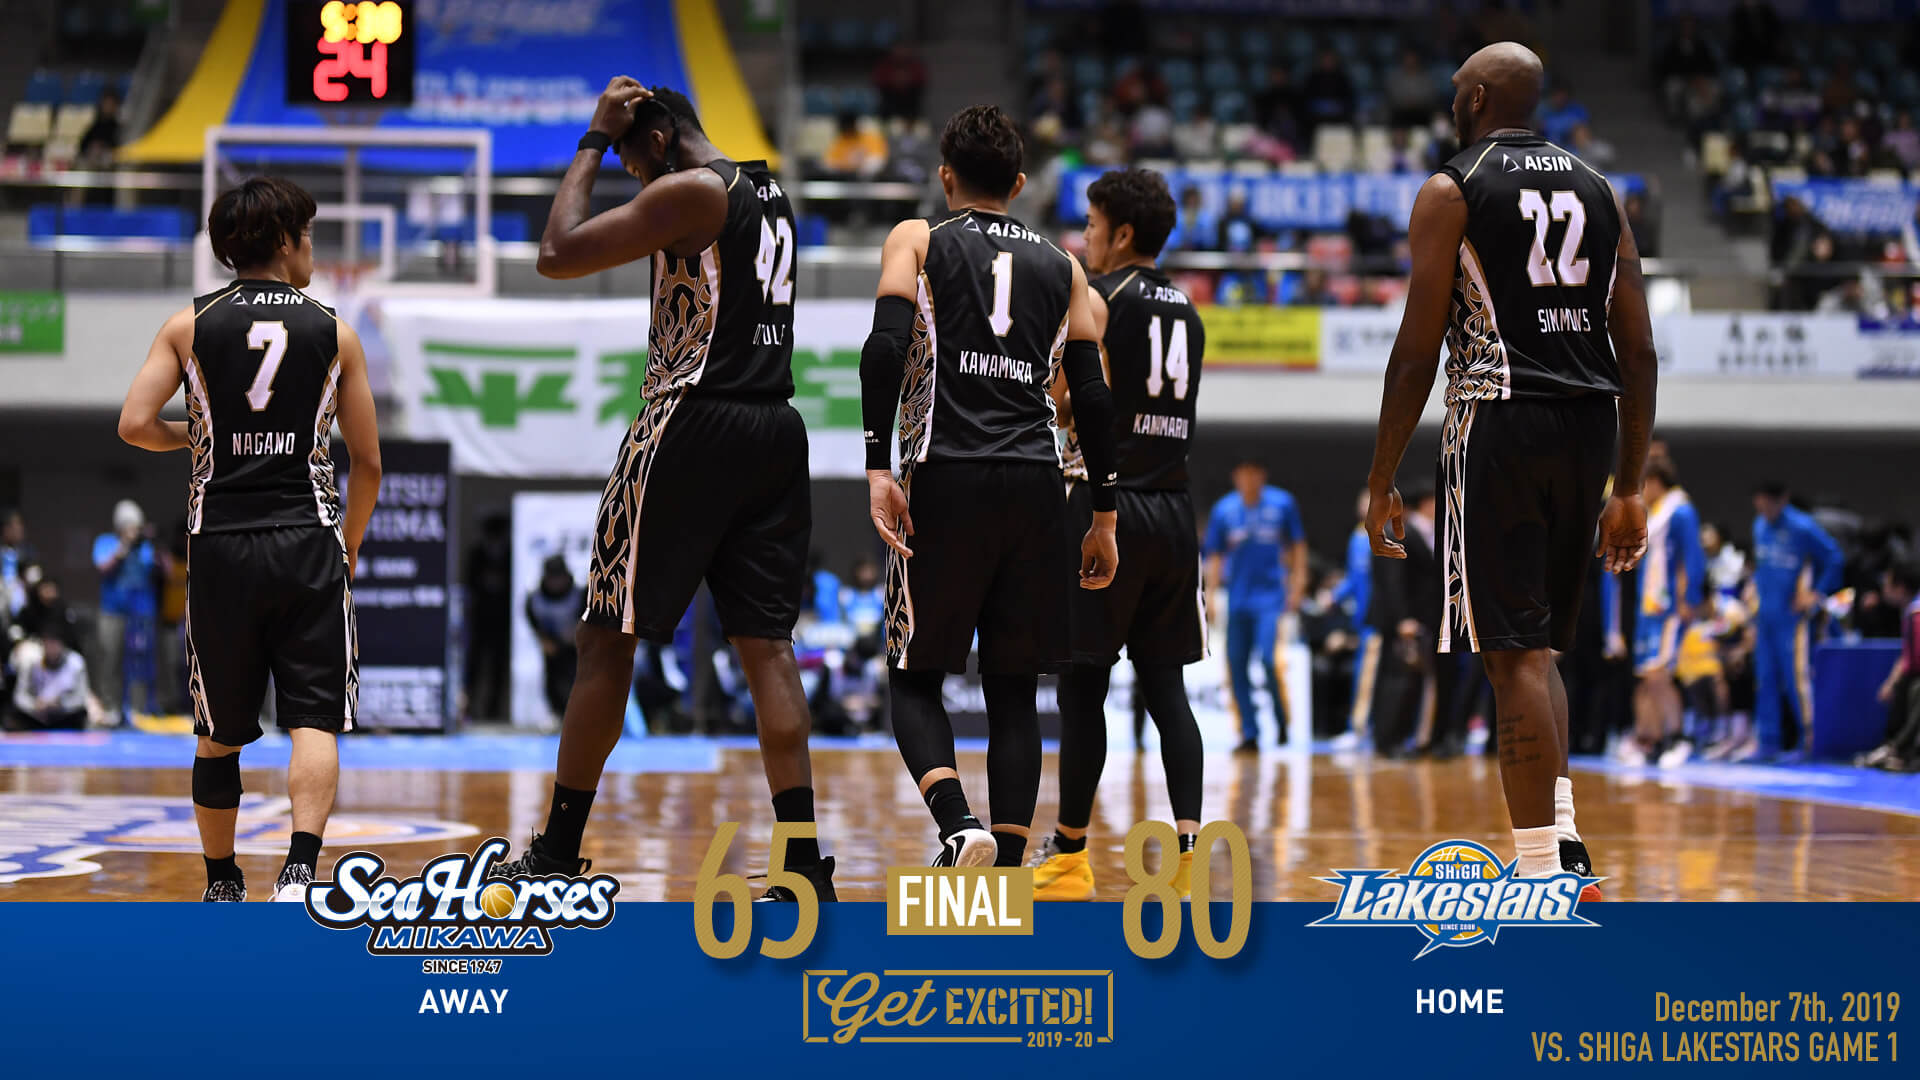 5:38
24
AISIN
7
NAGANO
42
AISIN
1
KAWAMURA
AISIN
14
KANAMARU
AISIN
22
SIMMONS
SeaHorses
MIKAWA
SINCE 1947
AWAY
65
FINAL
80
SHIGA
Lakestars
SINCE 2008
HOME
Get EXCITED!
2019-20
December 7th, 2019
VS. SHIGA LAKESTARS GAME 1